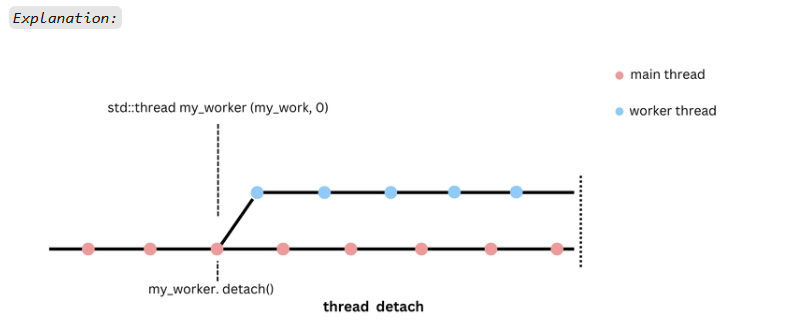 Explanation:
main thread
std::thread my_worker (my_work, 0)
worker thread
my_worker. detach()
thread detach